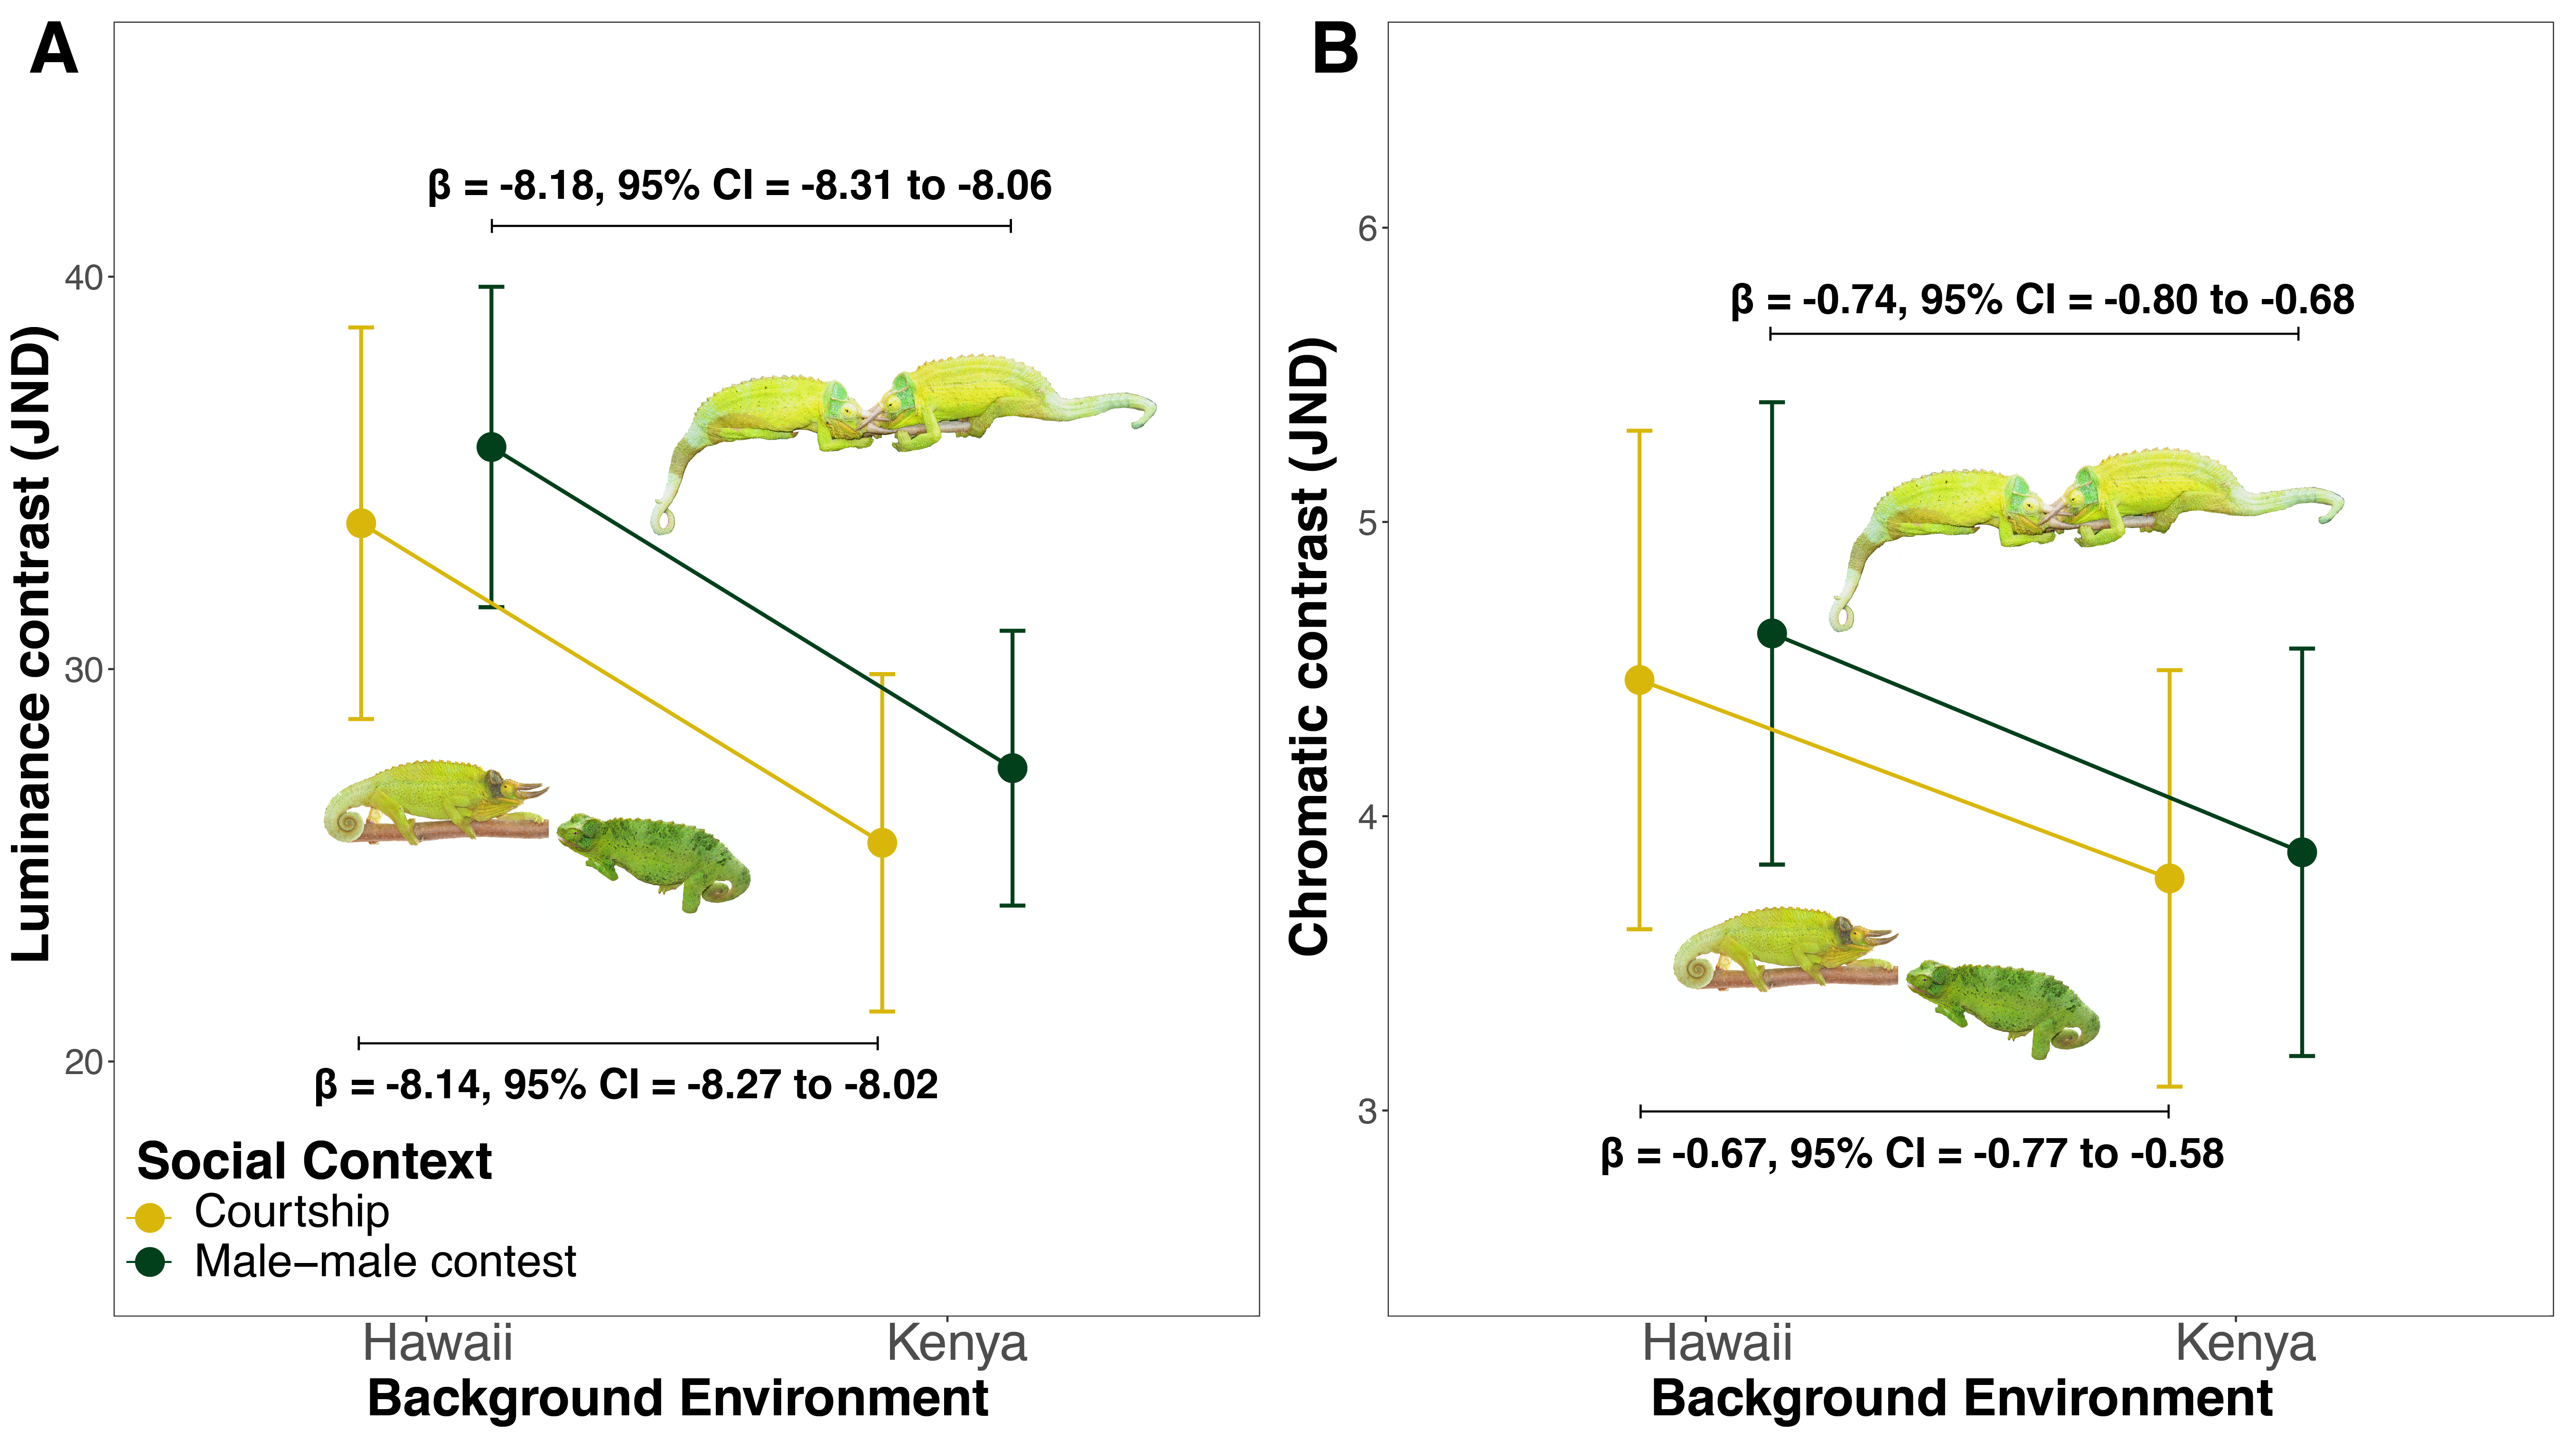 A
β = -8.18, 95% CI = -8.31 to -8.06
40
30
20
Luminance contrast (JND)
β = -8.14, 95% CI = -8.27 to -8.02
Social Context
Courtship
Male−male contest
Hawaii
Kenya
Background Environment
B
6
5
4
3
Chromatic contrast (JND)
β = -0.74, 95% CI = -0.80 to -0.68
β = -0.67, 95% CI = -0.77 to -0.58
Hawaii
Kenya
Background Environment